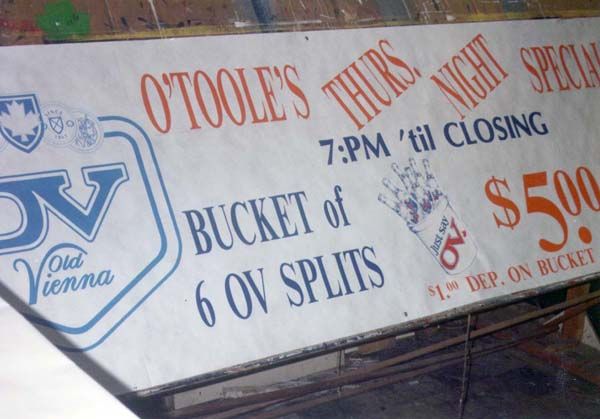 O'TOOLE'S THURS. NIGHT SPECIAL
7:PM 'til CLOSING
OV
Old
Vienna
BUCKET of
6 OV SPLITS
Just say
OV.
$5.00
$1.00 DEP. ON BUCKET